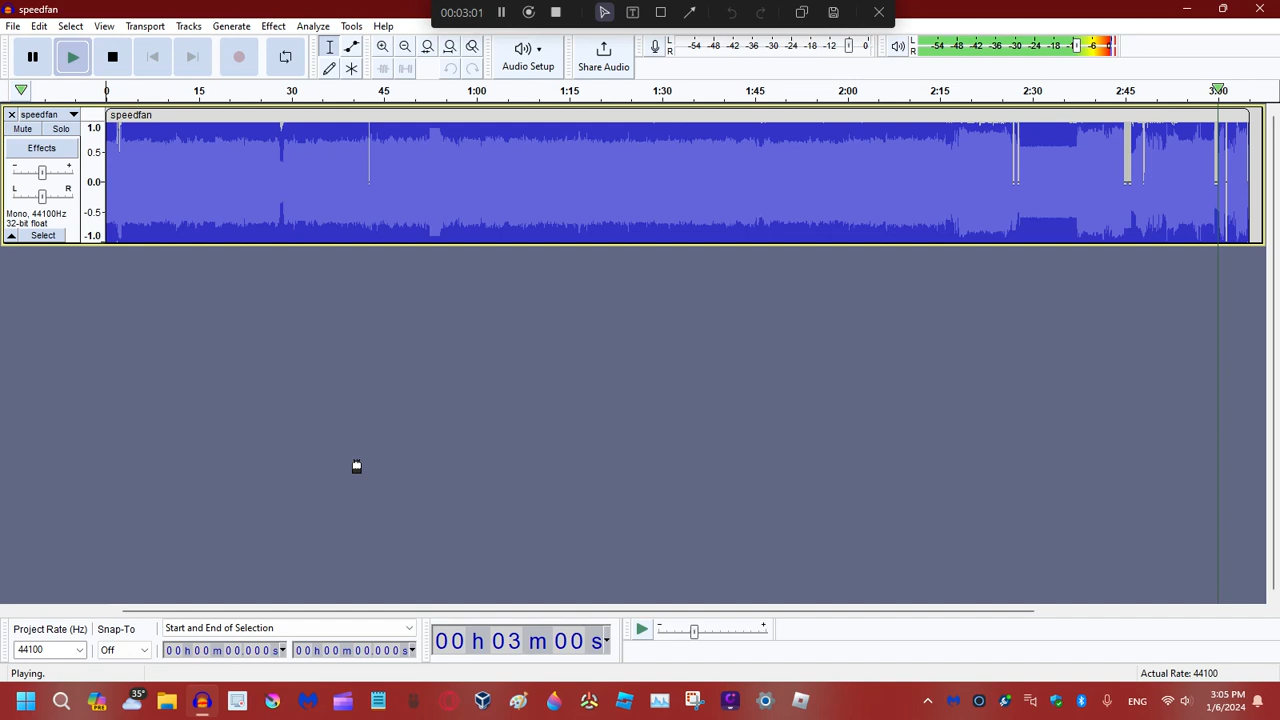 speedfan
00:03:01
File Edit Select View Transport Tracks Generate Effect Analyze Tools Help
Audio Setup
Share Audio
L R -54 -48 -42 -36 -30 -24 -18 -12 0
L R -54 -48 -42 -36 -30 -24 -18 -6
0 15 30 45 1:00 1:15 1:30 1:45 2:00 2:15 2:30 2:45 3:00
× speedfan
speedfan
Mute Solo
Effects
- +
L R
Mono, 44100Hz
32-bit float
Select
1.0
0.5
0.0
-0.5
-1.0
Project Rate (Hz) Snap-To
Start and End of Selection
44100 Off
00 h 00 m 00.000 s 00 h 00 m 00.000 s
00 h 03 m 00 s
- +
Playing.
Actual Rate: 44100
35°
PRE
ENG
3:05 PM
1/6/2024